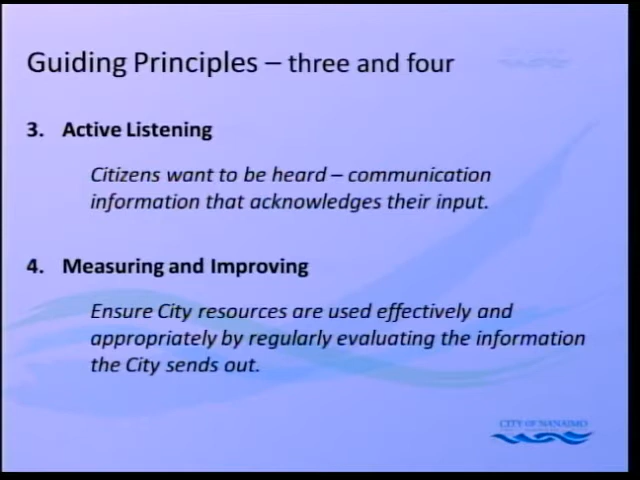 Guiding Principles – three and four
3. Active Listening
Citizens want to be heard – communication
information that acknowledges their input.
4. Measuring and Improving
Ensure City resources are used effectively and
appropriately by regularly evaluating the information
the City sends out.
CITY OF NANAIMO